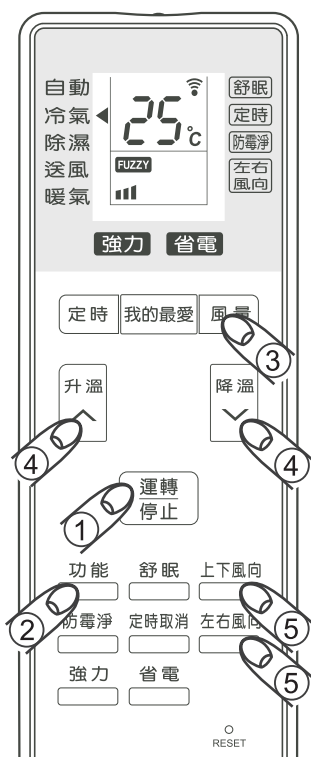 自動
冷氣
除濕
送風
暖氣
25℃
FUZZY
舒眠
定時
防霉淨
左右
風向
強力 省電
定時 我的最愛 風量
③
升溫 降溫
④ ④
運轉
停止
①
功能 舒眠 上下風向
② ⑤
防霉淨 定時取消 左右風向
⑤
強力 省電
RESET